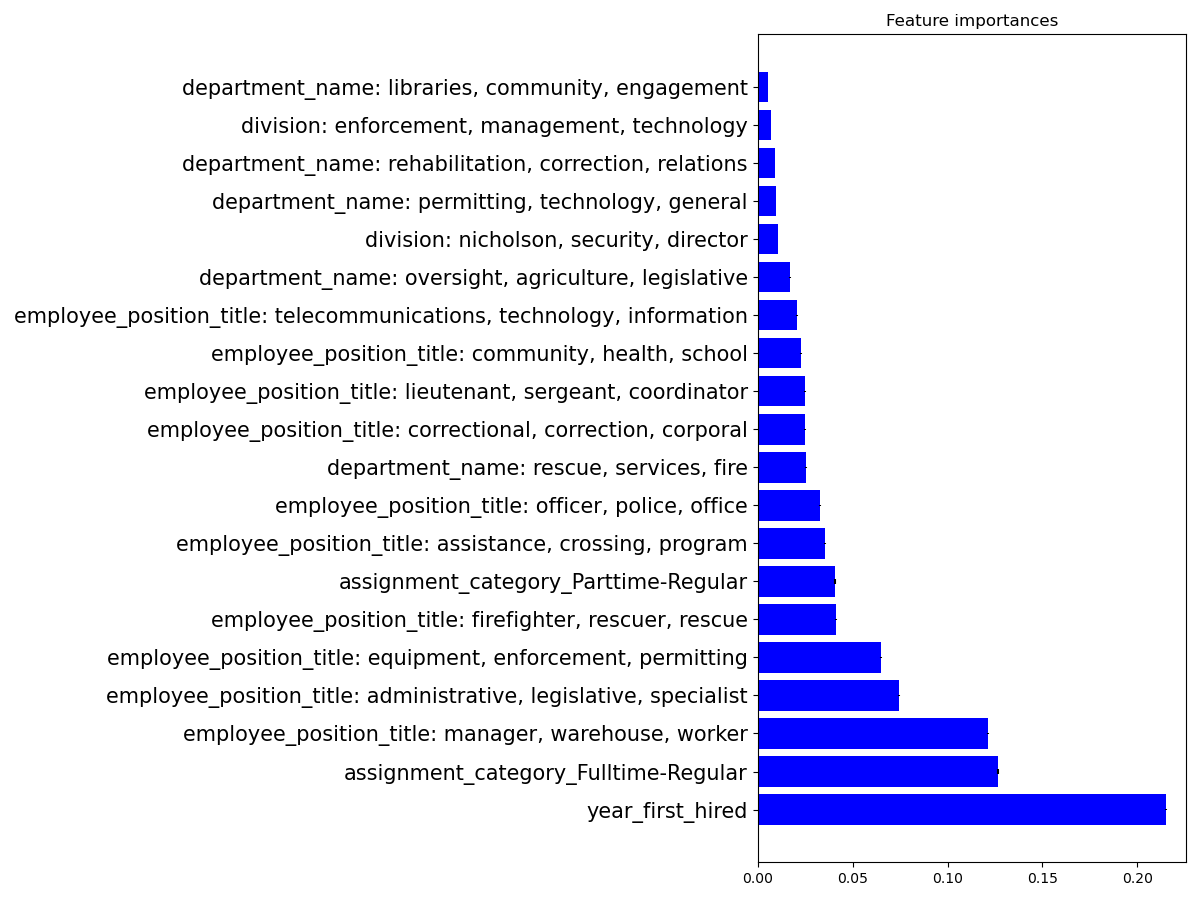 Feature importances
department_name: libraries, community, engagement
division: enforcement, management, technology
department_name: rehabilitation, correction, relations
department_name: permitting, technology, general
division: nicholson, security, director
department_name: oversight, agriculture, legislative
employee_position_title: telecommunications, technology, information
employee_position_title: community, health, school
employee_position_title: lieutenant, sergeant, coordinator
employee_position_title: correctional, correction, corporal
department_name: rescue, services, fire
employee_position_title: officer, police, office
employee_position_title: assistance, crossing, program
assignment_category_Parttime-Regular
employee_position_title: firefighter, rescuer, rescue
employee_position_title: equipment, enforcement, permitting
employee_position_title: administrative, legislative, specialist
employee_position_title: manager, warehouse, worker
assignment_category_Fulltime-Regular
year_first_hired
0.00 0.05 0.10 0.15 0.20